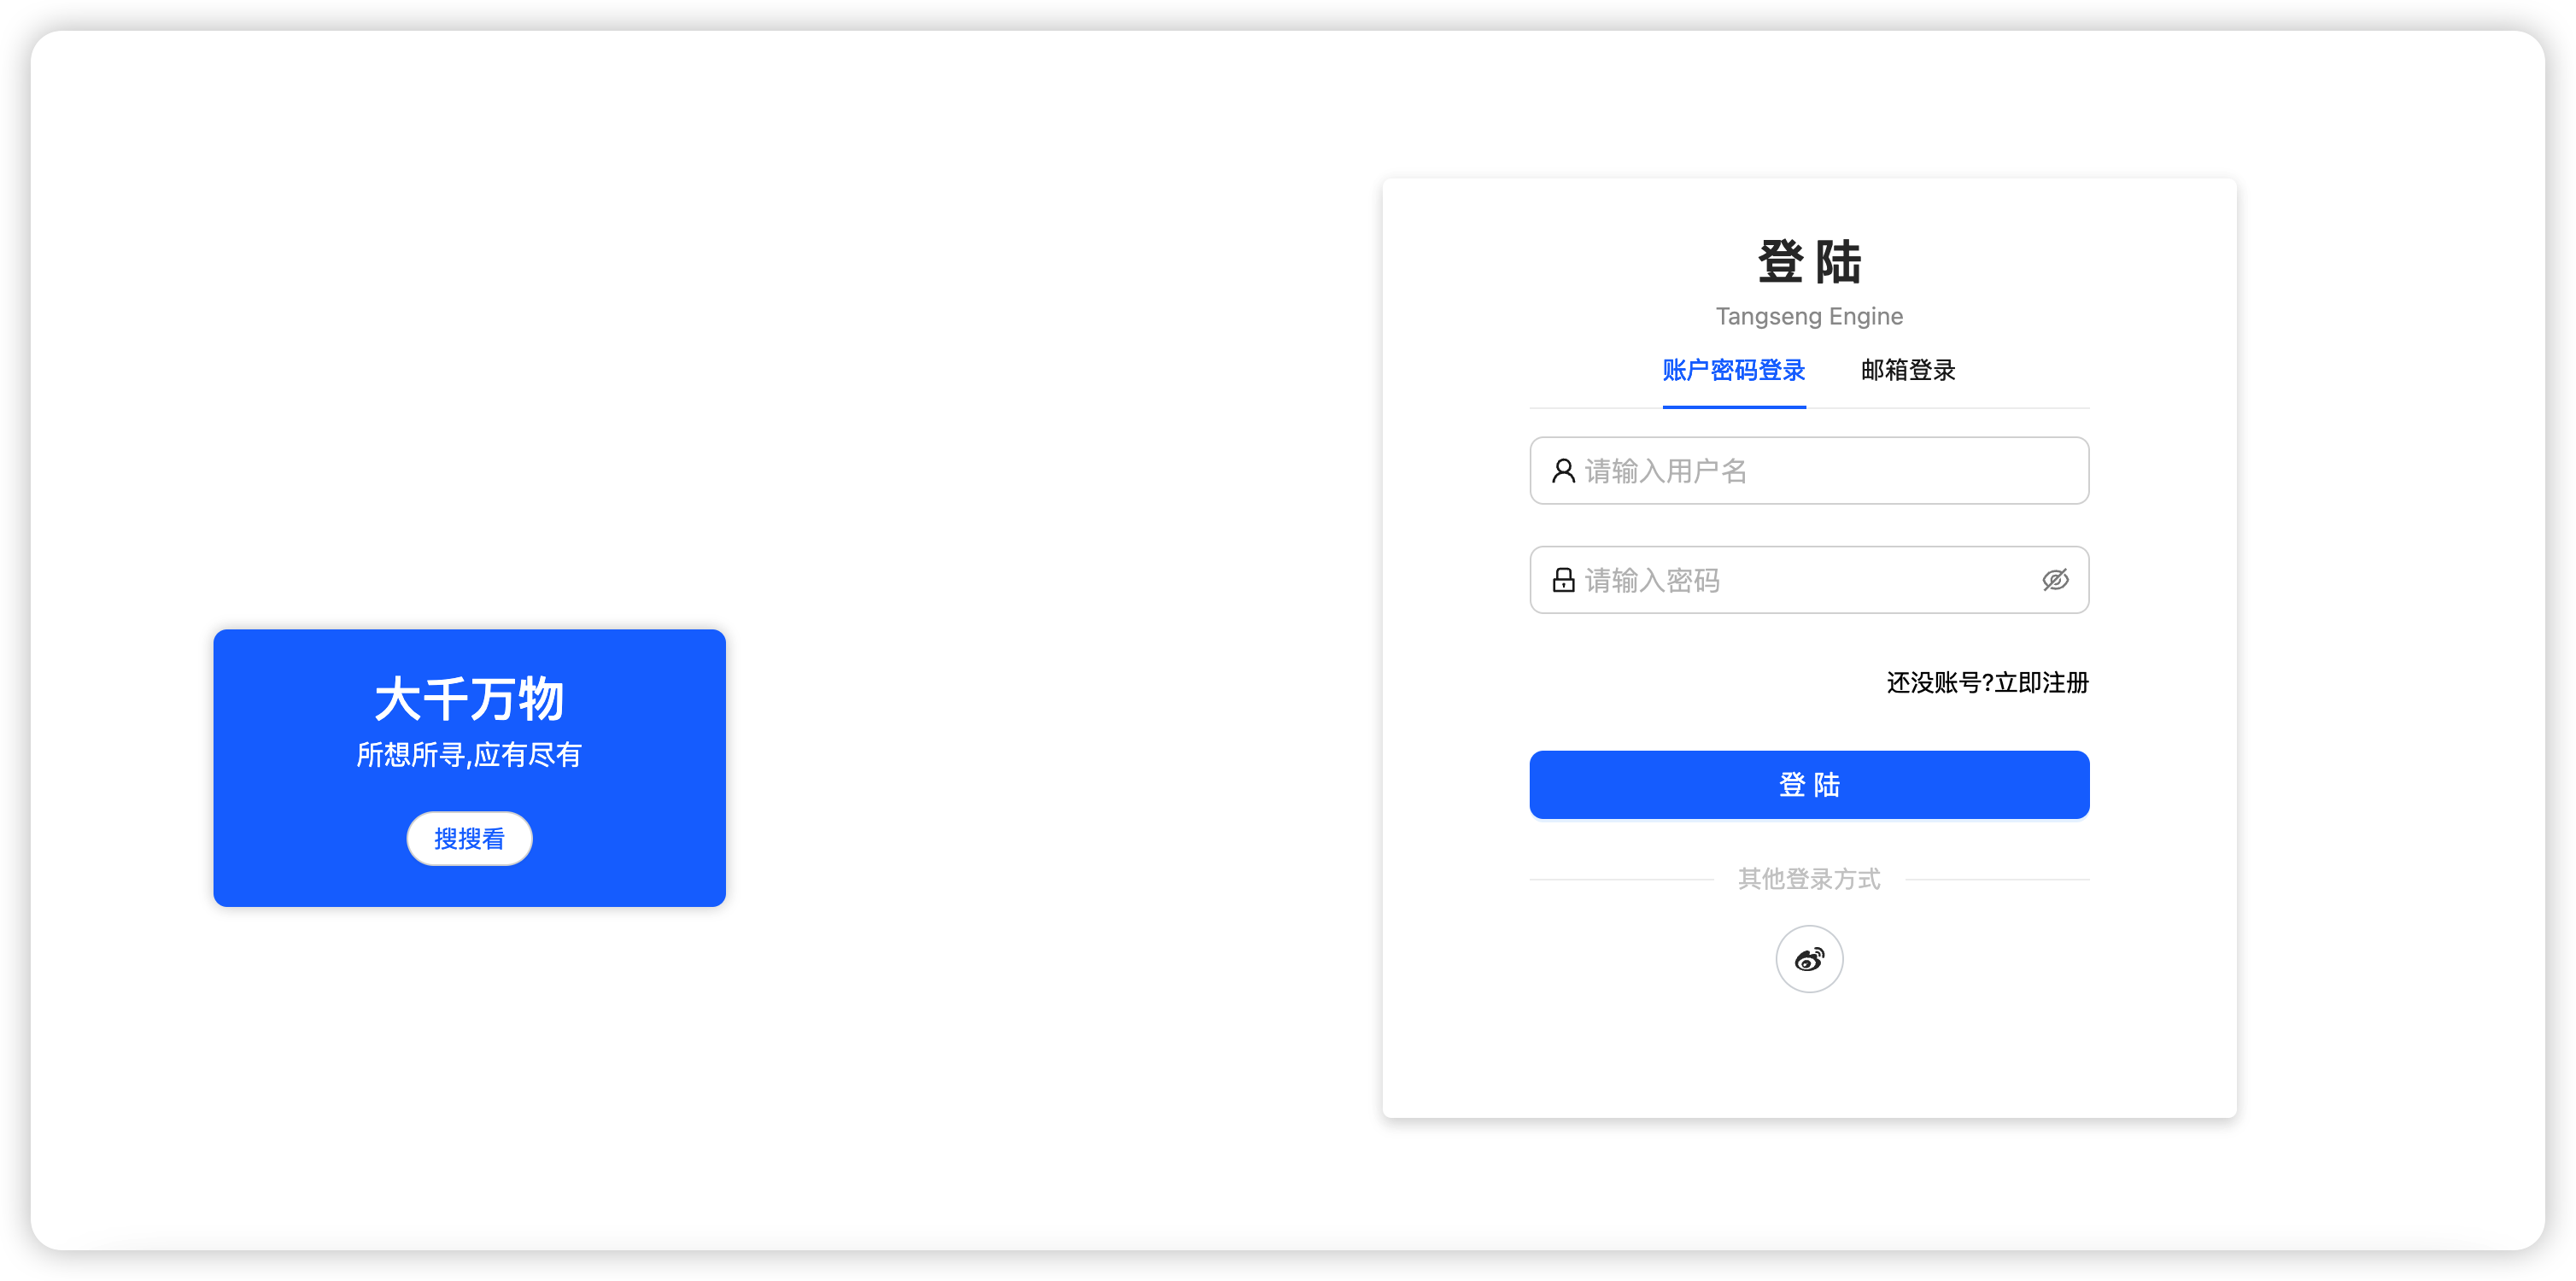 大千万物
所想所寻,应有尽有
搜搜看
登 陆
Tangseng Engine
账户密码登录 邮箱登录
请输入用户名
请输入密码
还没账号?立即注册
登 陆
其他登录方式